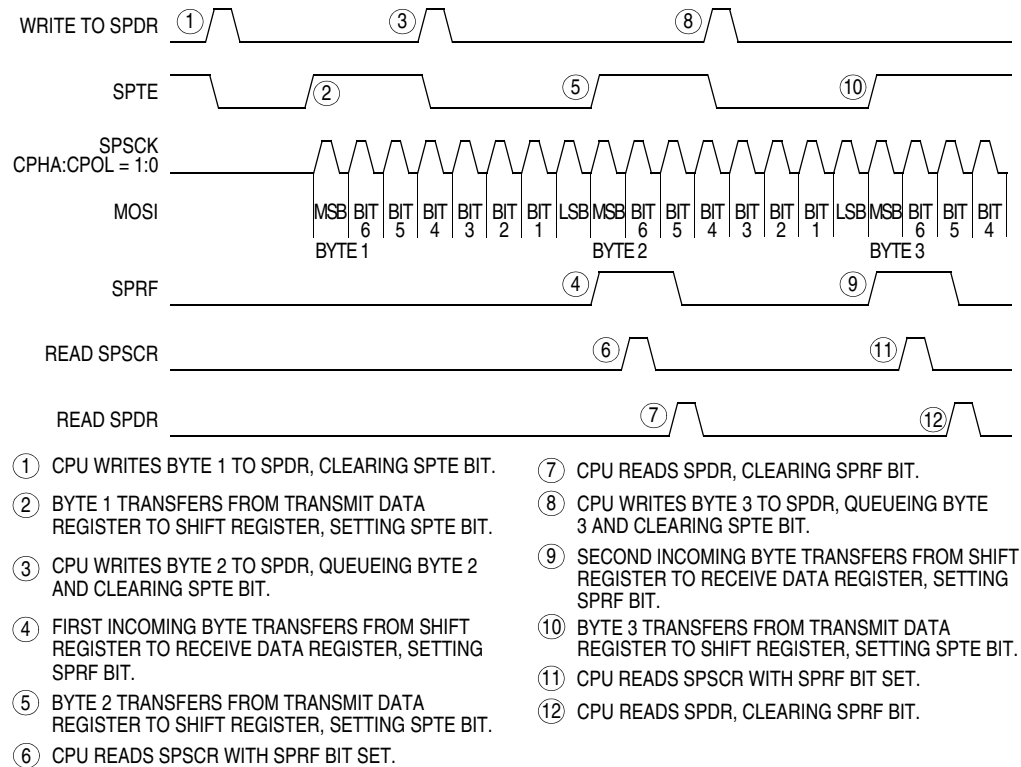 WRITE TO SPDR
1 3 8
SPTE
2 5 10
SPSCK
CPHA:CPOL = 1:0
MOSI
MSB BIT 6 BIT 5 BIT 4 BIT 3 BIT 2 BIT 1 LSB MSB BIT 6 BIT 5 BIT 4 BIT 3 BIT 2 BIT 1 LSB MSB BIT 6 BIT 5 BIT 4
BYTE 1 BYTE 2 BYTE 3
SPRF
4 9
READ SPSCR
6 11
READ SPDR
7 12
1 CPU WRITES BYTE 1 TO SPDR, CLEARING SPTE BIT.
2 BYTE 1 TRANSFERS FROM TRANSMIT DATA
REGISTER TO SHIFT REGISTER, SETTING SPTE BIT.
3 CPU WRITES BYTE 2 TO SPDR, QUEUEING BYTE 2
AND CLEARING SPTE BIT.
4 FIRST INCOMING BYTE TRANSFERS FROM SHIFT
REGISTER TO RECEIVE DATA REGISTER, SETTING
SPRF BIT.
5 BYTE 2 TRANSFERS FROM TRANSMIT DATA
REGISTER TO SHIFT REGISTER, SETTING SPTE BIT.
6 CPU READS SPSCR WITH SPRF BIT SET.
7 CPU READS SPDR, CLEARING SPRF BIT.
8 CPU WRITES BYTE 3 TO SPDR, QUEUEING BYTE
3 AND CLEARING SPTE BIT.
9 SECOND INCOMING BYTE TRANSFERS FROM SHIFT
REGISTER TO RECEIVE DATA REGISTER, SETTING
SPRF BIT.
10 BYTE 3 TRANSFERS FROM TRANSMIT DATA
REGISTER TO SHIFT REGISTER, SETTING SPTE BIT.
11 CPU READS SPSCR WITH SPRF BIT SET.
12 CPU READS SPDR, CLEARING SPRF BIT.